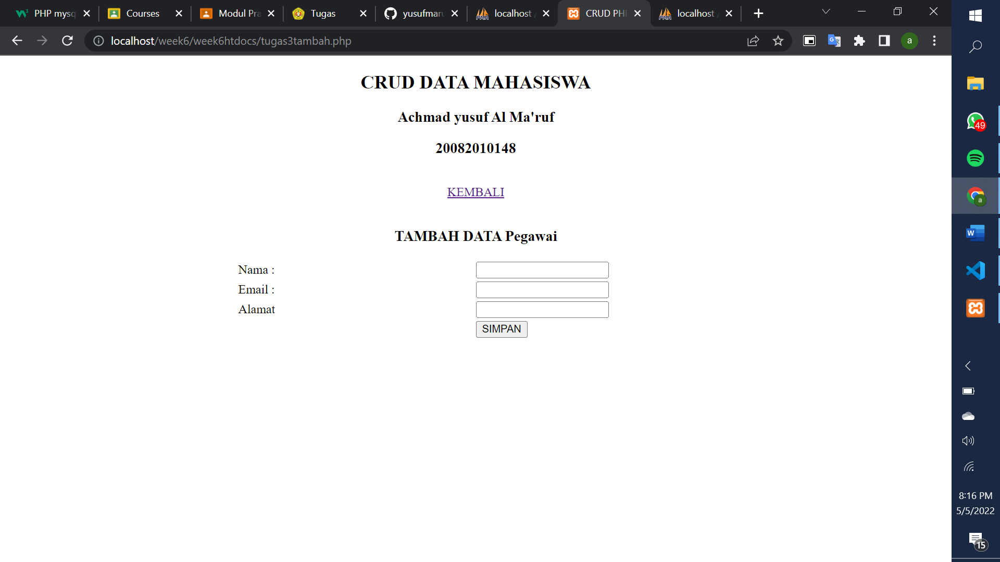 PHP mysq
Courses
Modul Pra
Tugas
yusufmaru
localhost /
CRUD PHP
localhost /
localhost/week6/week6htdocs/tugas3tambah.php
a
CRUD DATA MAHASISWA
Achmad yusuf Al Ma'ruf
20082010148
KEMBALI
TAMBAH DATA Pegawai
Nama :
Email :
Alamat
SIMPAN
49
8:16 PM
5/5/2022
15